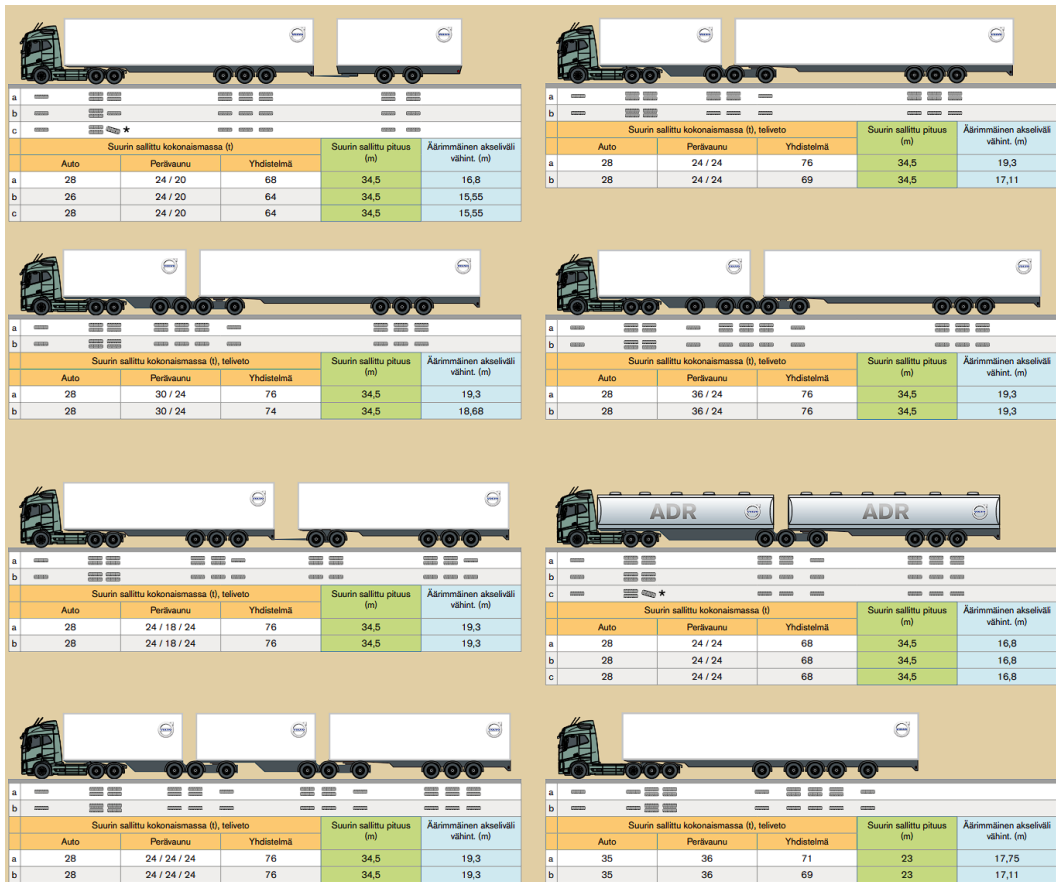 a
b
c ★
Suurin sallittu kokonaismassa (t) Suurin sallittu pituus (m) Äärimmäinen akseliväli vähint. (m)
Auto Perävaunu Yhdistelmä
a 28 24 / 20 68 34,5 16,8
b 26 24 / 20 64 34,5 15,55
c 28 24 / 20 64 34,5 15,55
a
b
Suurin sallittu kokonaismassa (t), teliveto Suurin sallittu pituus (m) Äärimmäinen akseliväli vähint. (m)
Auto Perävaunu Yhdistelmä
a 28 24 / 24 76 34,5 19,3
b 28 24 / 24 69 34,5 17,11
a
b
Suurin sallittu kokonaismassa (t), teliveto Suurin sallittu pituus (m) Äärimmäinen akseliväli vähint. (m)
Auto Perävaunu Yhdistelmä
a 28 30 / 24 76 34,5 19,3
b 28 30 / 24 74 34,5 18,68
a
b
Suurin sallittu kokonaismassa (t), teliveto Suurin sallittu pituus (m) Äärimmäinen akseliväli vähint. (m)
Auto Perävaunu Yhdistelmä
a 28 36 / 24 76 34,5 19,3
b 28 36 / 24 76 34,5 19,3
a
b
Suurin sallittu kokonaismassa (t), teliveto Suurin sallittu pituus (m) Äärimmäinen akseliväli vähint. (m)
Auto Perävaunu Yhdistelmä
a 28 24 / 18 / 24 76 34,5 19,3
b 28 24 / 18 / 24 76 34,5 19,3
ADR ADR
a
b
c ★
Suurin sallittu kokonaismassa (t) Suurin sallittu pituus (m) Äärimmäinen akseliväli vähint. (m)
Auto Perävaunu Yhdistelmä
a 28 24 / 24 68 34,5 16,8
b 28 24 / 24 68 34,5 16,8
c 28 24 / 24 68 34,5 16,8
a
b
Suurin sallittu kokonaismassa (t), teliveto Suurin sallittu pituus (m) Äärimmäinen akseliväli vähint. (m)
Auto Perävaunu Yhdistelmä
a 28 24 / 24 / 24 76 34,5 19,3
b 28 24 / 24 / 24 76 34,5 19,3
a
b
Suurin sallittu kokonaismassa (t), teliveto Suurin sallittu pituus (m) Äärimmäinen akseliväli vähint. (m)
Auto Perävaunu Yhdistelmä
a 35 36 71 23 17,75
b 35 36 69 23 17,11